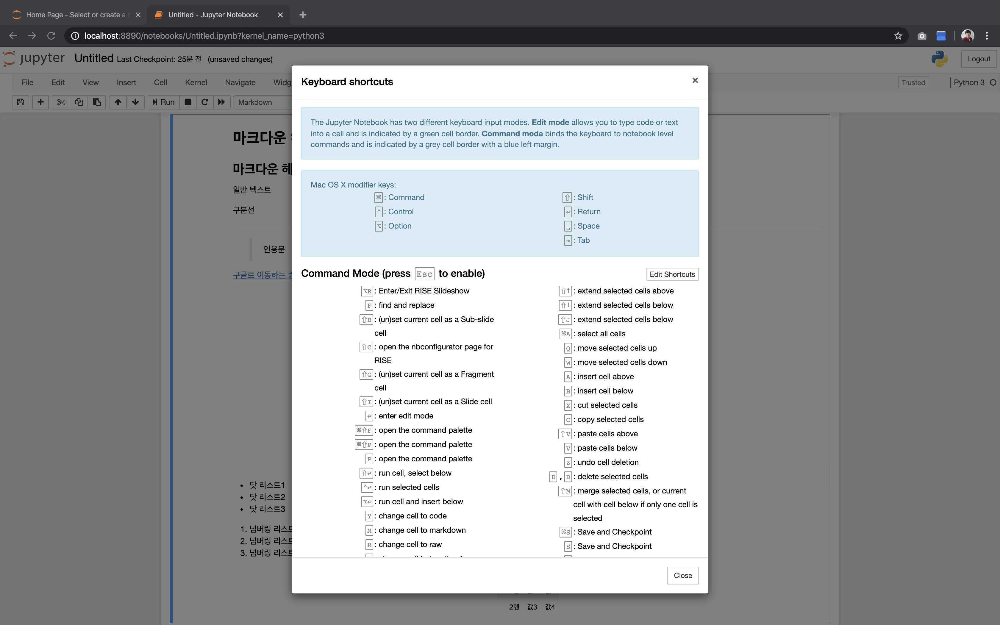 Home Page - Select or create a
Untitled - Jupyter Notebook
localhost:8890/notebooks/Untitled.ipynb?kernel_name=python3
jupyter Untitled Last Checkpoint: 25분 전 (unsaved changes)
Logout
File Edit View Insert Cell Kernel Navigate
Trusted
Python 3
Run
Markdown
마크다운
마크다운
일반 텍스트
구분선
인용문
구글로 이동하는
닷 리스트1
닷 리스트2
닷 리스트3
1. 넘버링 리스트
2. 넘버링 리스트
3. 넘버링 리스트
2행 값3 값4
Keyboard shortcuts
×
The Jupyter Notebook has two different keyboard input modes. Edit mode allows you to type code or text
into a cell and is indicated by a green cell border. Command mode binds the keyboard to notebook level
commands and is indicated by a grey cell border with a blue left margin.
Mac OS X modifier keys:
⌘ : Command
^ : Control
⌥ : Option
⇧ : Shift
↩ : Return
␣ : Space
⇥ : Tab
Command Mode (press Esc to enable)
Edit Shortcuts
⌥R : Enter/Exit RISE Slideshow
F : find and replace
⇧B : (un)set current cell as a Sub-slide
cell
⇧C : open the nbconfigurator page for
RISE
⇧G : (un)set current cell as a Fragment
cell
⇧I : (un)set current cell as a Slide cell
↩ : enter edit mode
⌘⇧F : open the command palette
⌘⇧P : open the command palette
P : open the command palette
⇧↩ : run cell, select below
^↩ : run selected cells
⌥↩ : run cell and insert below
Y : change cell to code
M : change cell to markdown
R : change cell to raw
⇧↑ : extend selected cells above
⇧↓ : extend selected cells below
⇧J : extend selected cells below
⌘A : select all cells
Q : move selected cells up
W : move selected cells down
A : insert cell above
B : insert cell below
X : cut selected cells
C : copy selected cells
⇧V : paste cells above
V : paste cells below
Z : undo cell deletion
D , D : delete selected cells
⇧M : merge selected cells, or current
cell with cell below if only one cell is
selected
⌘S : Save and Checkpoint
S : Save and Checkpoint
Close